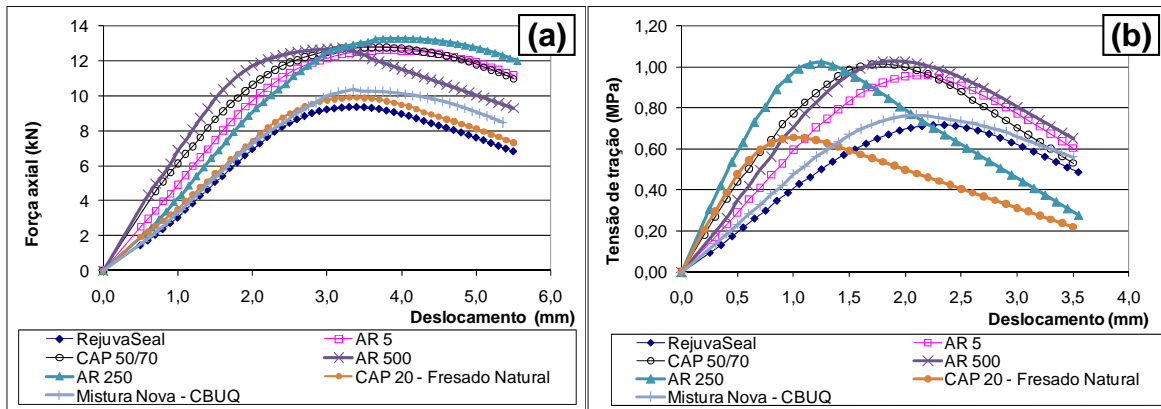 (a)
14
12
10
8
6
4
2
0
Força axial (kN)
0,0 1,0 2,0 3,0 4,0 5,0 6,0
Deslocamento (mm)
RejuvaSeal AR 5
CAP 50/70 AR 500
AR 250 CAP 20 - Fresado Natural
Mistura Nova - CBUQ
(b)
1,20
1,00
0,80
0,60
0,40
0,20
0,00
Tensão de tração (MPa)
0,0 0,5 1,0 1,5 2,0 2,5 3,0 3,5 4,0
Deslocamento (mm)
RejuvaSeal AR 5
CAP 50/70 AR 500
AR 250 CAP 20 - Fresado Natural
Mistura Nova - CBUQ